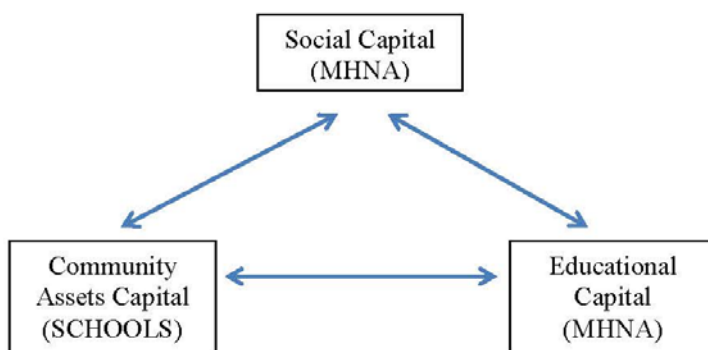 Social Capital
(MHNA)
Community
Assets Capital
(SCHOOLS)
Educational
Capital
(MHNA)